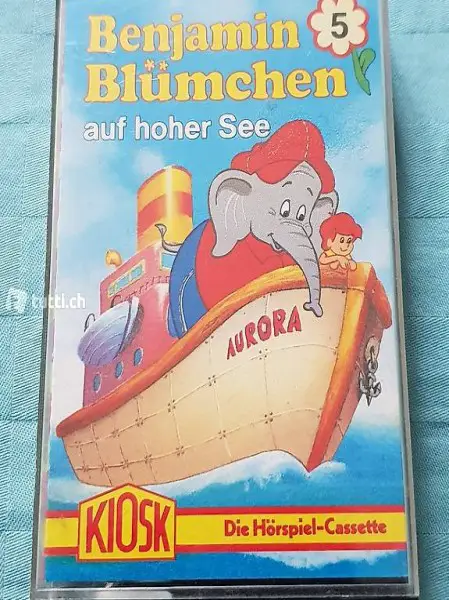 Benjamin
Blümchen
5
auf hoher See
tutti.ch
AURORA
KIOSK
Die Hörspiel-Cassette